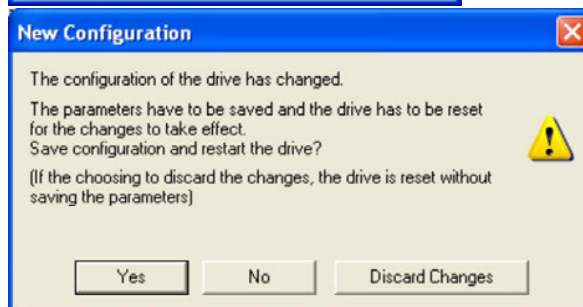 New Configuration
The configuration of the drive has changed.
The parameters have to be saved and the drive has to be reset
for the changes to take effect.
Save configuration and restart the drive?
(If the choosing to discard the changes, the drive is reset without
saving the parameters)
Yes
No
Discard Changes